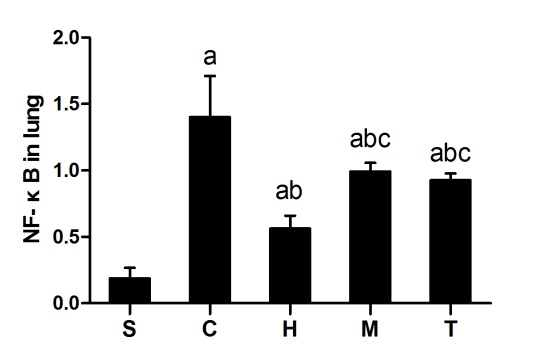 2.0
1.5
1.0
0.5
0.0
NF- κ B in lung
a
ab
abc
abc
S C H M T